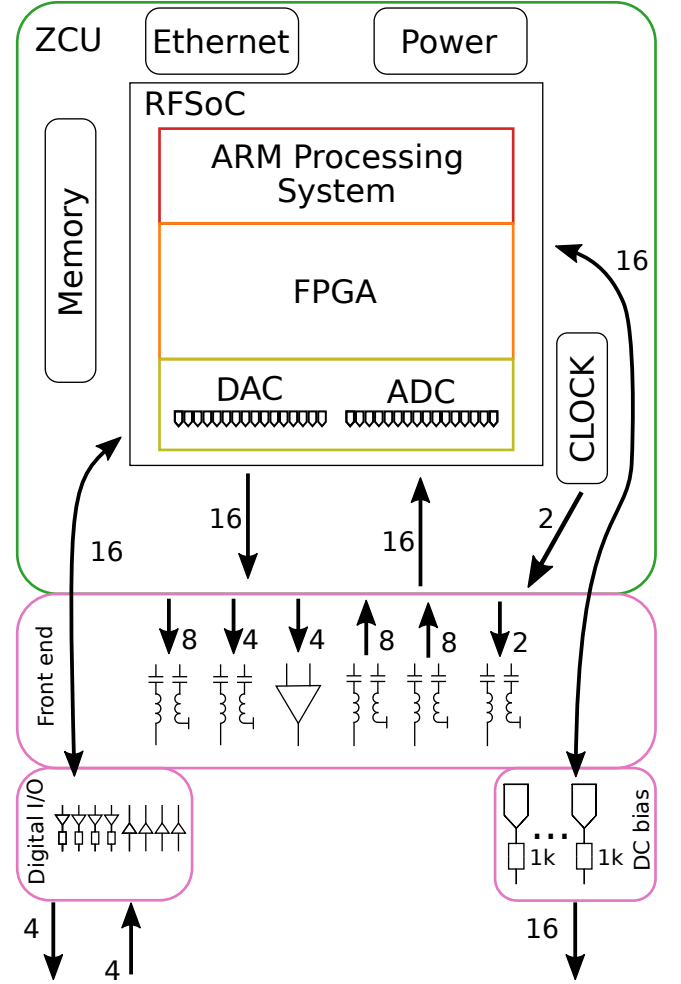 ZCU
Ethernet
Power
RFSoC
ARM Processing
System
Memory
FPGA
16
DAC
ADC
CLOCK
16
16
16
2
Front end
8
4
4
8
8
2
Digital I/O
1k
...
1k
DC bias
4
4
16